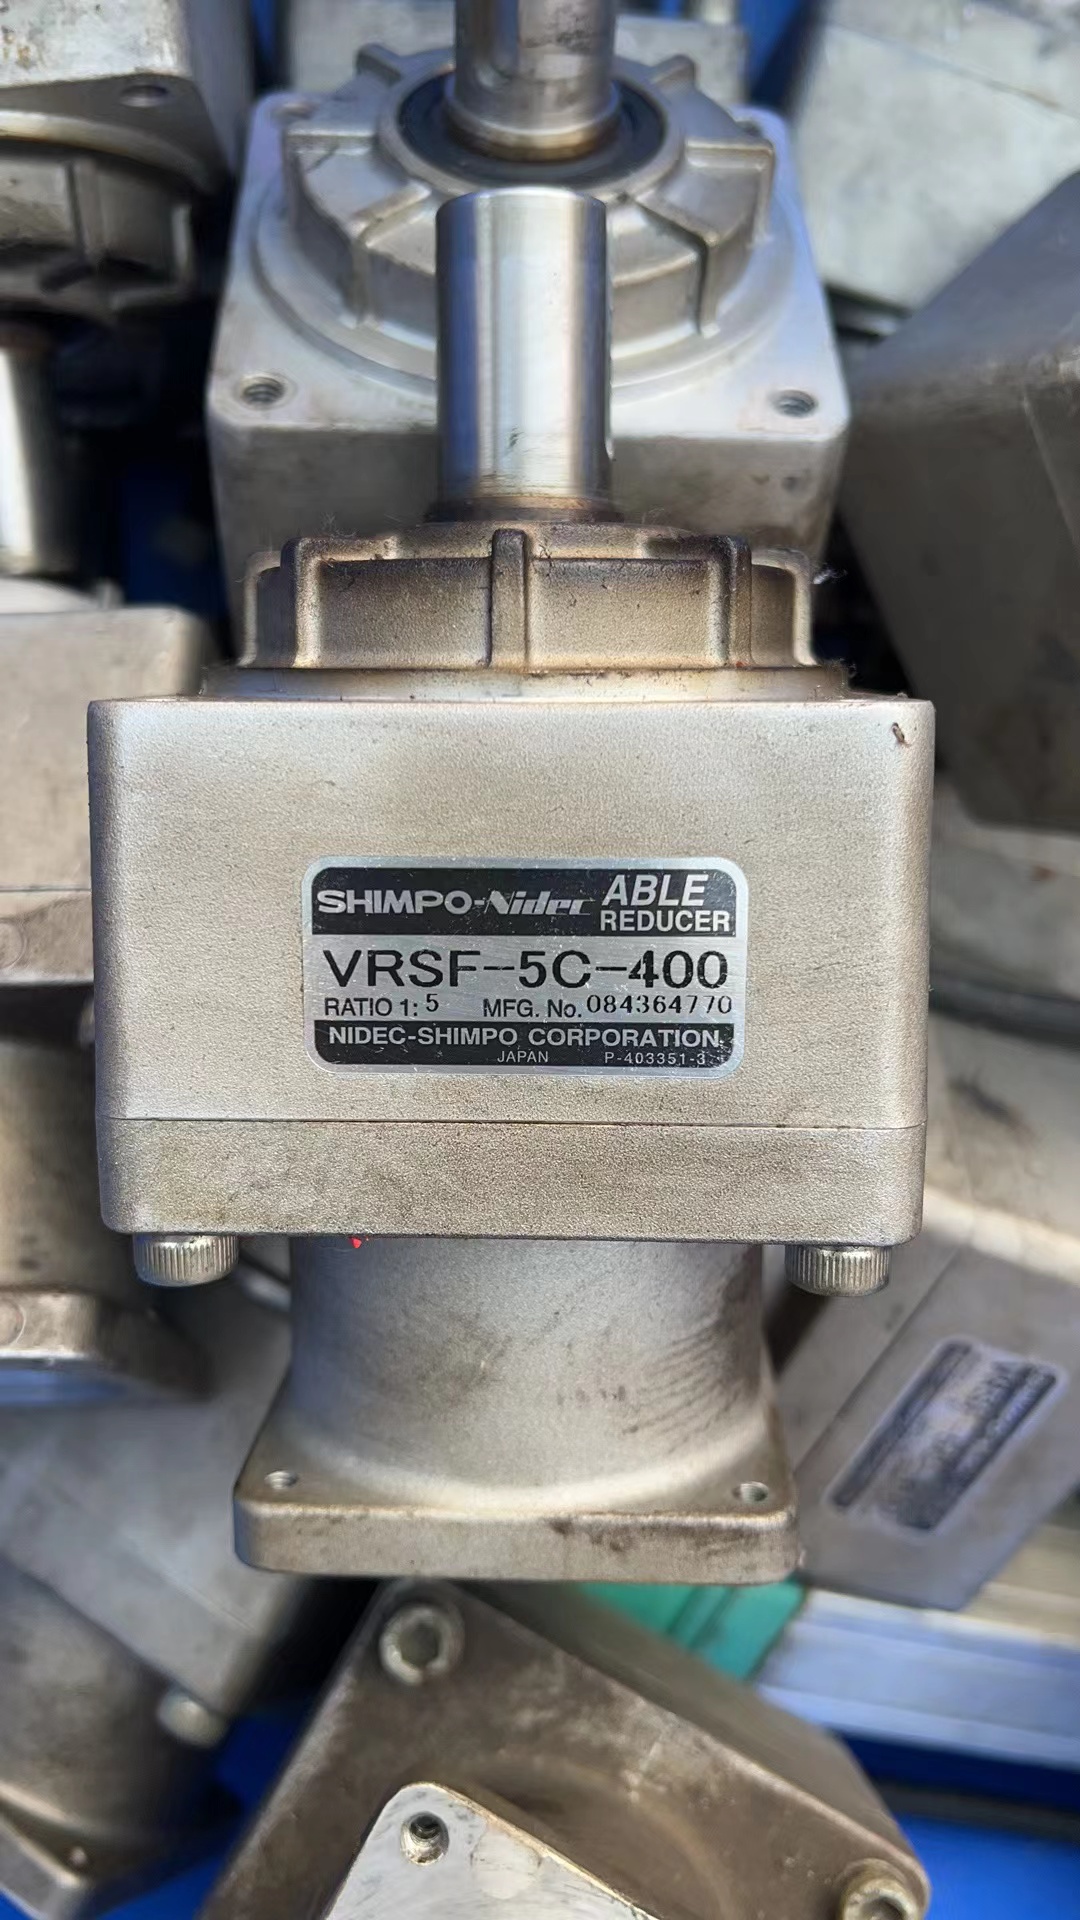 SHIMPO-Nidec ABLE REDUCER
VRSF-5C-400
RATIO 1: 5 MFG. No. 084364770
NIDEC-SHIMPO CORPORATION
JAPAN P-403351-3